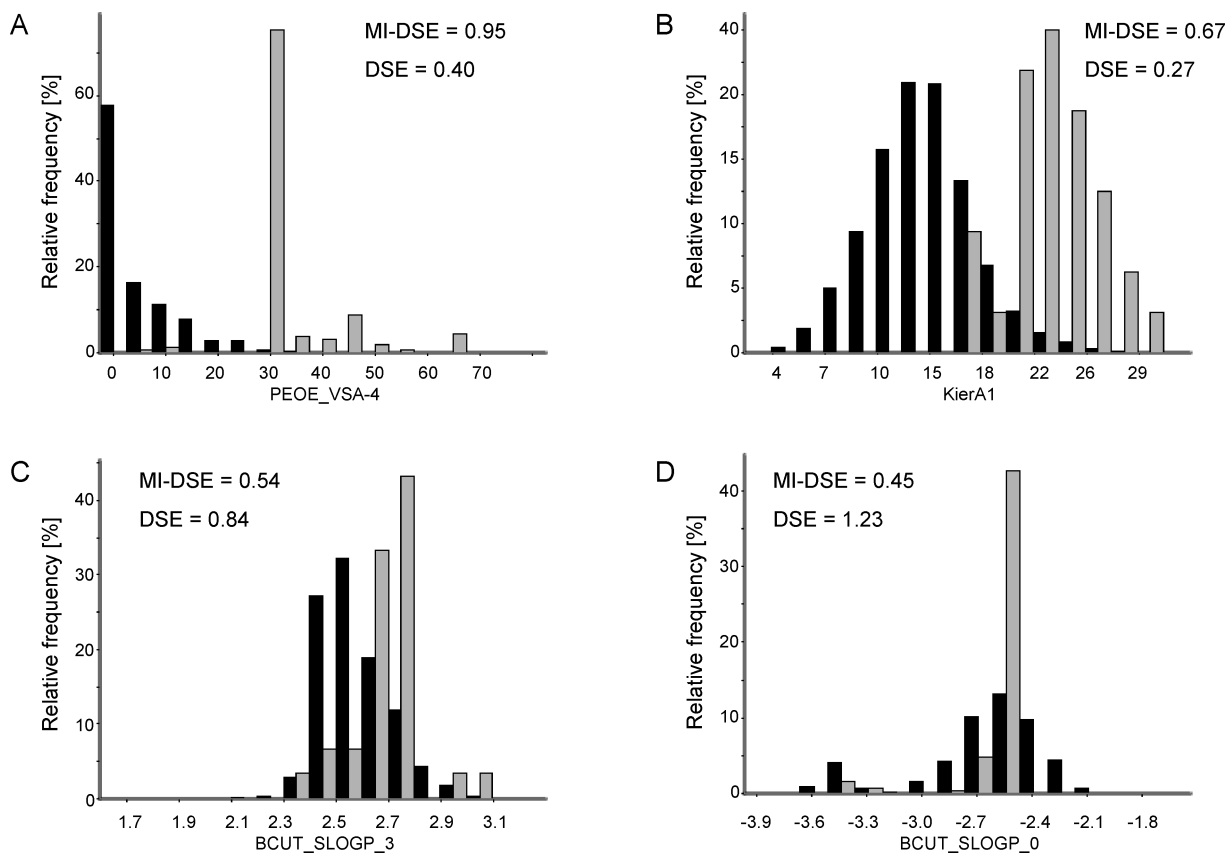 A
MI-DSE = 0.95
DSE = 0.40
Relative frequency [%]
60
40
20
0
0 10 20 30 40 50 60 70
PEOE_VSA-4
B
MI-DSE = 0.67
DSE = 0.27
Relative frequency [%]
40
20
15
10
5
0
4 7 10 15 18 22 26 29
KierA1
C
MI-DSE = 0.54
DSE = 0.84
Relative frequency [%]
40
30
20
10
0
1.7 1.9 2.1 2.3 2.5 2.7 2.9 3.1
BCUT_SLOGP_3
D
MI-DSE = 0.45
DSE = 1.23
Relative frequency [%]
40
30
20
10
0
-3.9 -3.6 -3.3 -3.0 -2.7 -2.4 -2.1 -1.8
BCUT_SLOGP_0